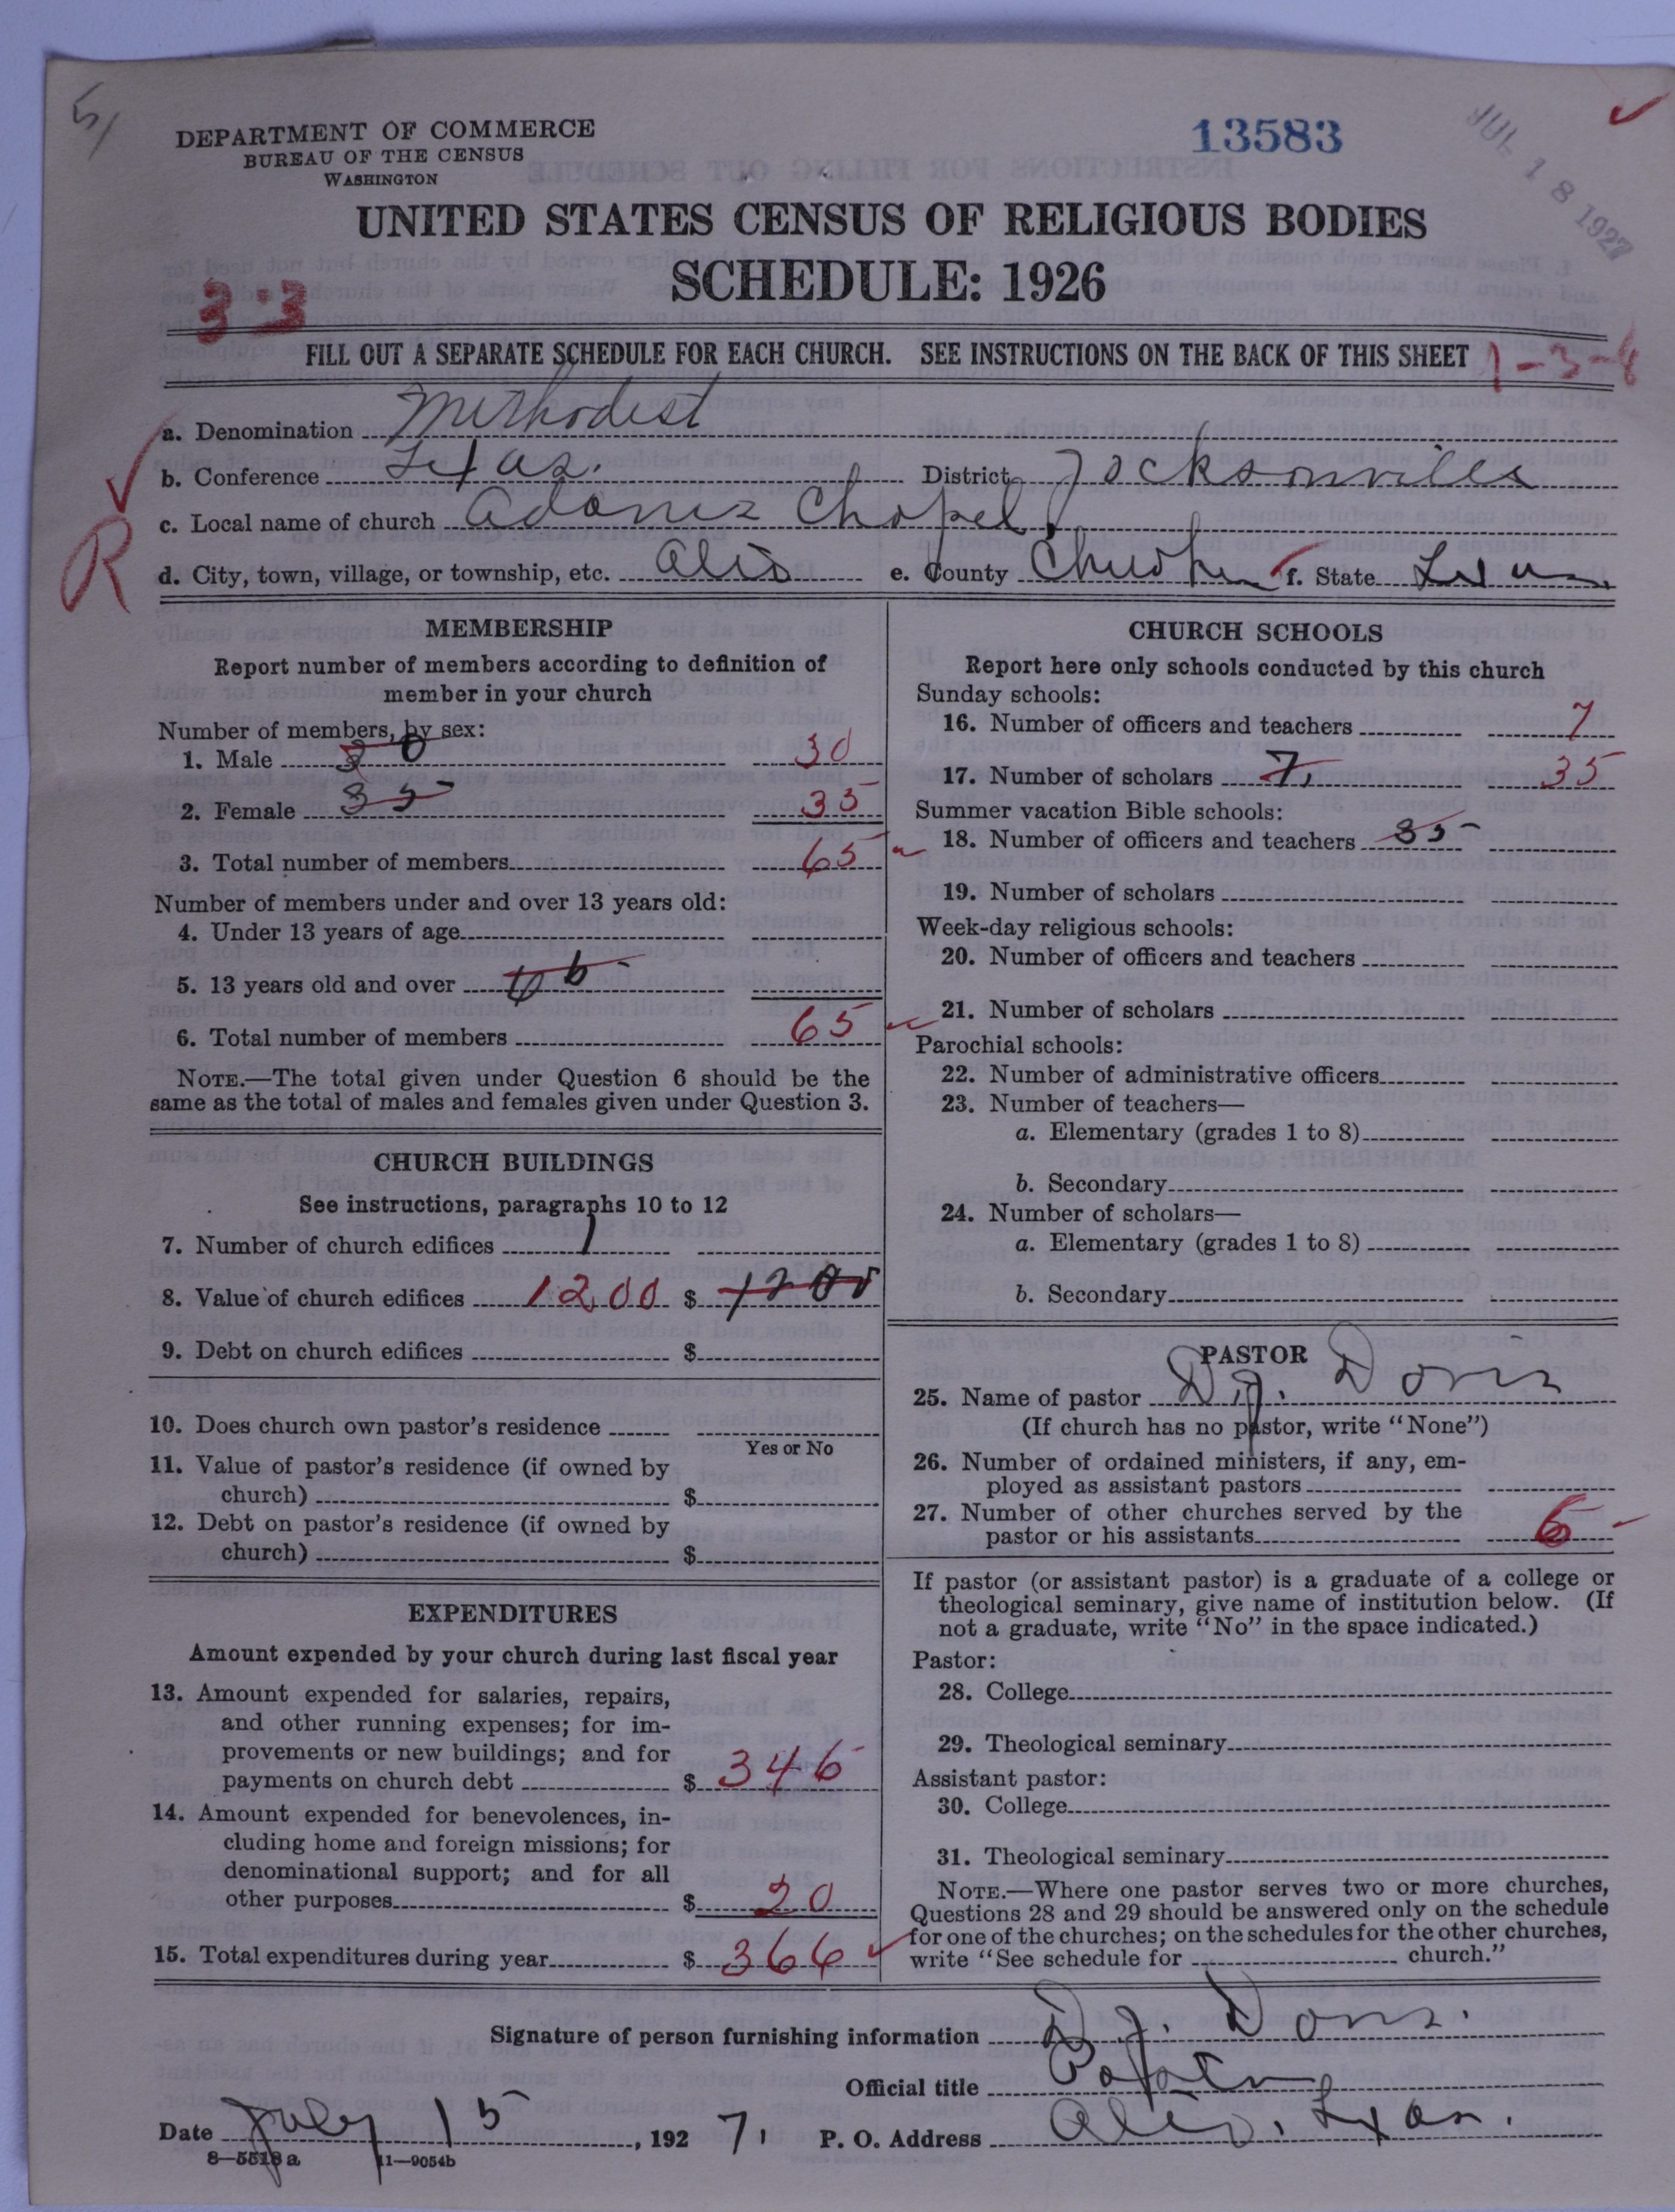 5/
DEPARTMENT OF COMMERCE
BUREAU OF THE CENSUS
WASHINGTON
13583
JUL 18 1927
UNITED STATES CENSUS OF RELIGIOUS BODIES
SCHEDULE: 1926
33
FILL OUT A SEPARATE SCHEDULE FOR EACH CHURCH. SEE INSTRUCTIONS ON THE BACK OF THIS SHEET
a. Denomination Methodist
b. Conference Texas. District Jacksonville
c. Local name of church Adams Chapel.
R
d. City, town, village, or township, etc. Alto e. County f. State Texas
MEMBERSHIP
Report number of members according to definition of
member in your church
Number of members, by sex:
1. Male 30 30
2. Female 35 35
3. Total number of members 65
Number of members under and over 13 years old:
4. Under 13 years of age
5. 13 years old and over
6. Total number of members 65
NOTE.—The total given under Question 6 should be the
same as the total of males and females given under Question 3.
CHURCH BUILDINGS
See instructions, paragraphs 10 to 12
7. Number of church edifices 1
8. Value of church edifices 1200 $ 1200
9. Debt on church edifices $
10. Does church own pastor's residence
Yes or No
11. Value of pastor's residence (if owned by
church) $
12. Debt on pastor's residence (if owned by
church) $
EXPENDITURES
Amount expended by your church during last fiscal year
13. Amount expended for salaries, repairs,
and other running expenses; for im-
provements or new buildings; and for
payments on church debt $ 346
14. Amount expended for benevolences, in-
cluding home and foreign missions; for
denominational support; and for all
other purposes $ 20
15. Total expenditures during year $ 366
CHURCH SCHOOLS
Report here only schools conducted by this church
Sunday schools:
16. Number of officers and teachers 7
17. Number of scholars 7, 35
Summer vacation Bible schools:
18. Number of officers and teachers 35
19. Number of scholars
Week-day religious schools:
20. Number of officers and teachers
21. Number of scholars
Parochial schools:
22. Number of administrative officers
23. Number of teachers—
a. Elementary (grades 1 to 8)
b. Secondary
24. Number of scholars—
a. Elementary (grades 1 to 8)
b. Secondary
PASTOR
25. Name of pastor D. J.
(If church has no pastor, write "None")
26. Number of ordained ministers, if any, em-
ployed as assistant pastors
27. Number of other churches served by the
pastor or his assistants 6
If pastor (or assistant pastor) is a graduate of a college or
theological seminary, give name of institution below. (If
not a graduate, write "No" in the space indicated.)
Pastor:
28. College
29. Theological seminary
Assistant pastor:
30. College
31. Theological seminary
NOTE.—Where one pastor serves two or more churches,
Questions 28 and 29 should be answered only on the schedule
for one of the churches; on the schedules for the other churches,
write "See schedule for church."
Signature of person furnishing information D. J.
Official title Pastor
Date July 15, 1927. P. O. Address Alto, Texas.
8—5518a 11—9054b